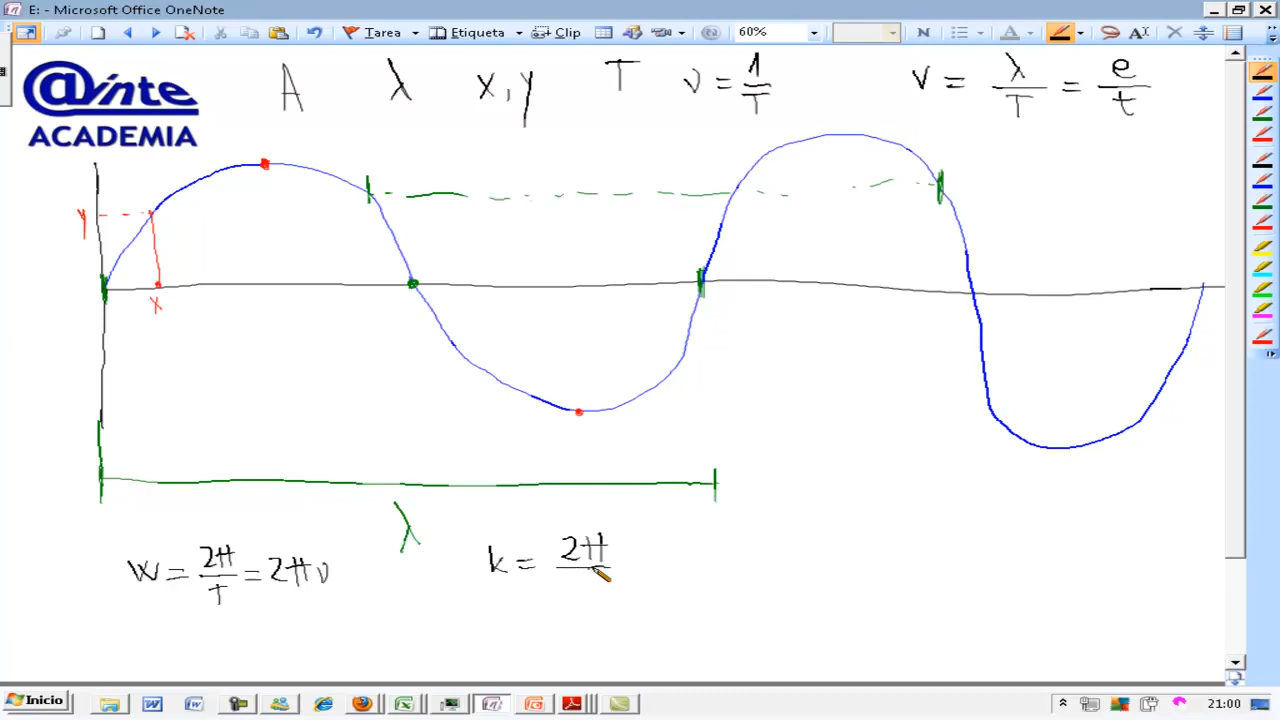 E: - Microsoft Office OneNote
Tarea Etiqueta Clip 60% N A
@inte
ACADEMIA
A λ x, y T ν = 1/T v = λ/T = e/t
y
x
λ
w = 2π/T = 2πν k = 2π
Inicio 21:00